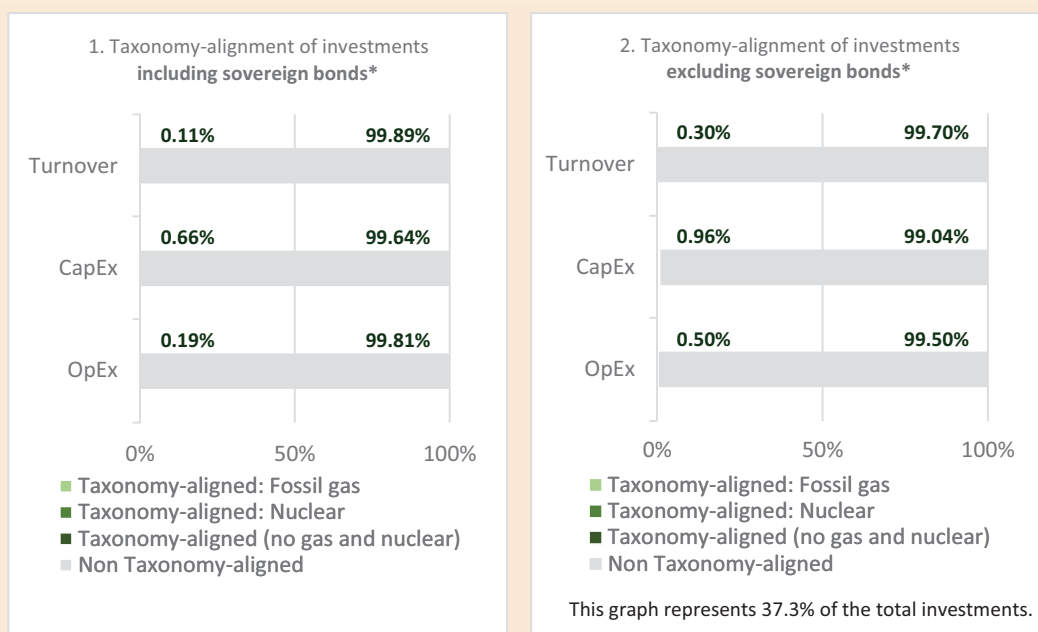 1. Taxonomy-alignment of investments
including sovereign bonds*
0.11% 99.89%
Turnover
0.66% 99.64%
CapEx
0.19% 99.81%
OpEx
0% 50% 100%
Taxonomy-aligned: Fossil gas
Taxonomy-aligned: Nuclear
Taxonomy-aligned (no gas and nuclear)
Non Taxonomy-aligned
2. Taxonomy-alignment of investments
excluding sovereign bonds*
0.30% 99.70%
Turnover
0.96% 99.04%
CapEx
0.50% 99.50%
OpEx
0% 50% 100%
Taxonomy-aligned: Fossil gas
Taxonomy-aligned: Nuclear
Taxonomy-aligned (no gas and nuclear)
Non Taxonomy-aligned
This graph represents 37.3% of the total investments.